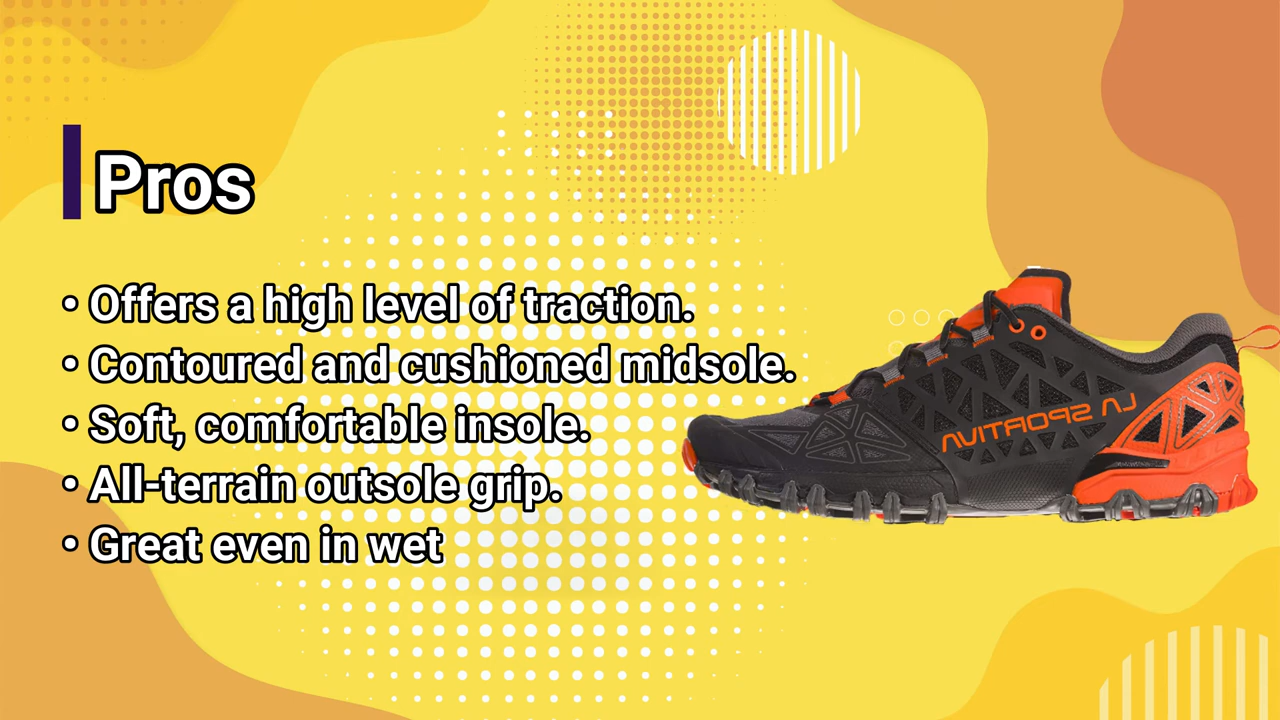 Pros
• Offers a high level of traction.
• Contoured and cushioned midsole.
• Soft, comfortable insole.
• All-terrain outsole grip.
• Great even in wet
LA SPORTIVA